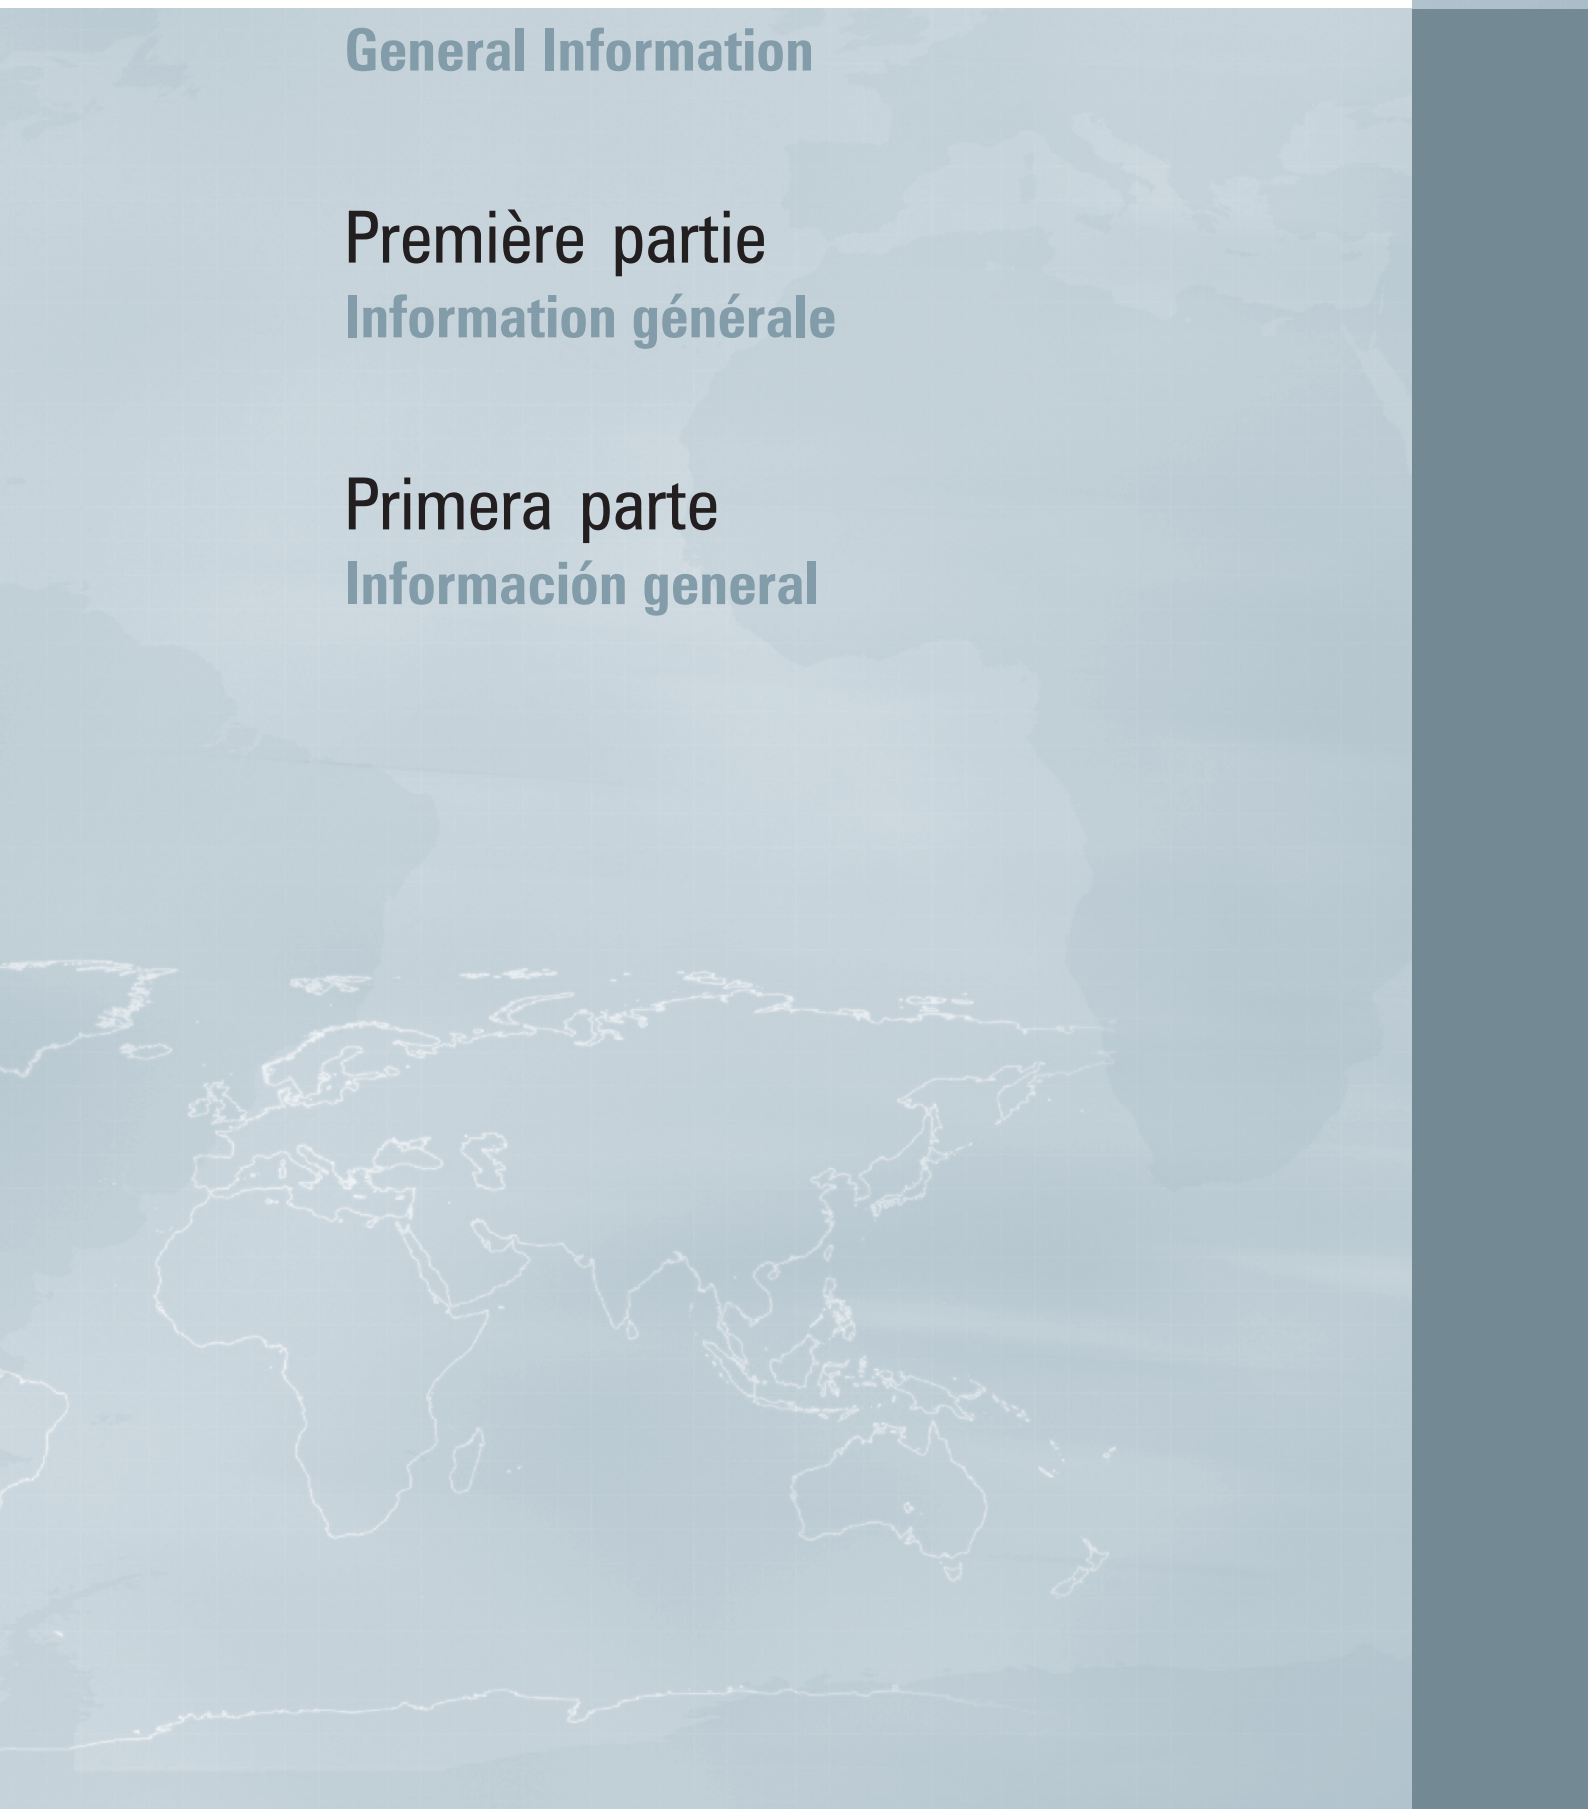 General Information
Première partie
Information générale
Primera parte
Información general